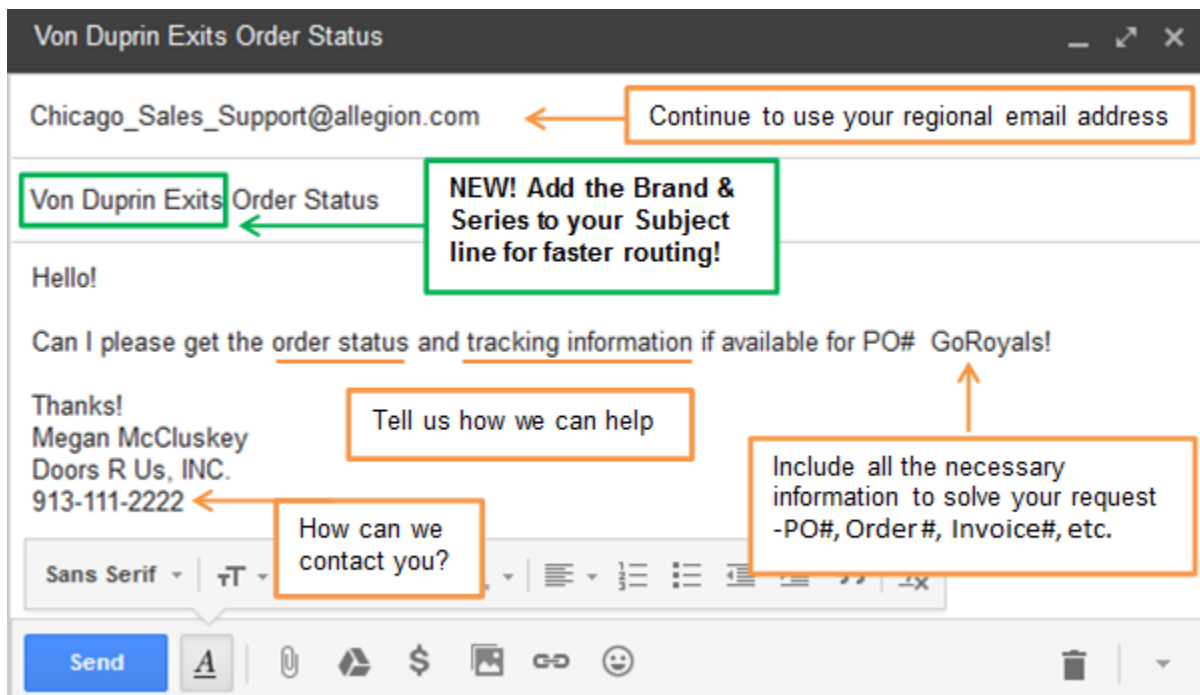 Von Duprin Exits Order Status
Chicago_Sales_Support@allegion.com
Continue to use your regional email address
Von Duprin Exits Order Status
NEW! Add the Brand &
Series to your Subject
line for faster routing!
Hello!
Can I please get the order status and tracking information if available for PO# GoRoyals!
Thanks!
Megan McCluskey
Doors R Us, INC.
913-111-2222
Tell us how we can help
How can we
contact you?
Include all the necessary
information to solve your request
-PO#, Order#, Invoice#, etc.
Sans Serif
Send